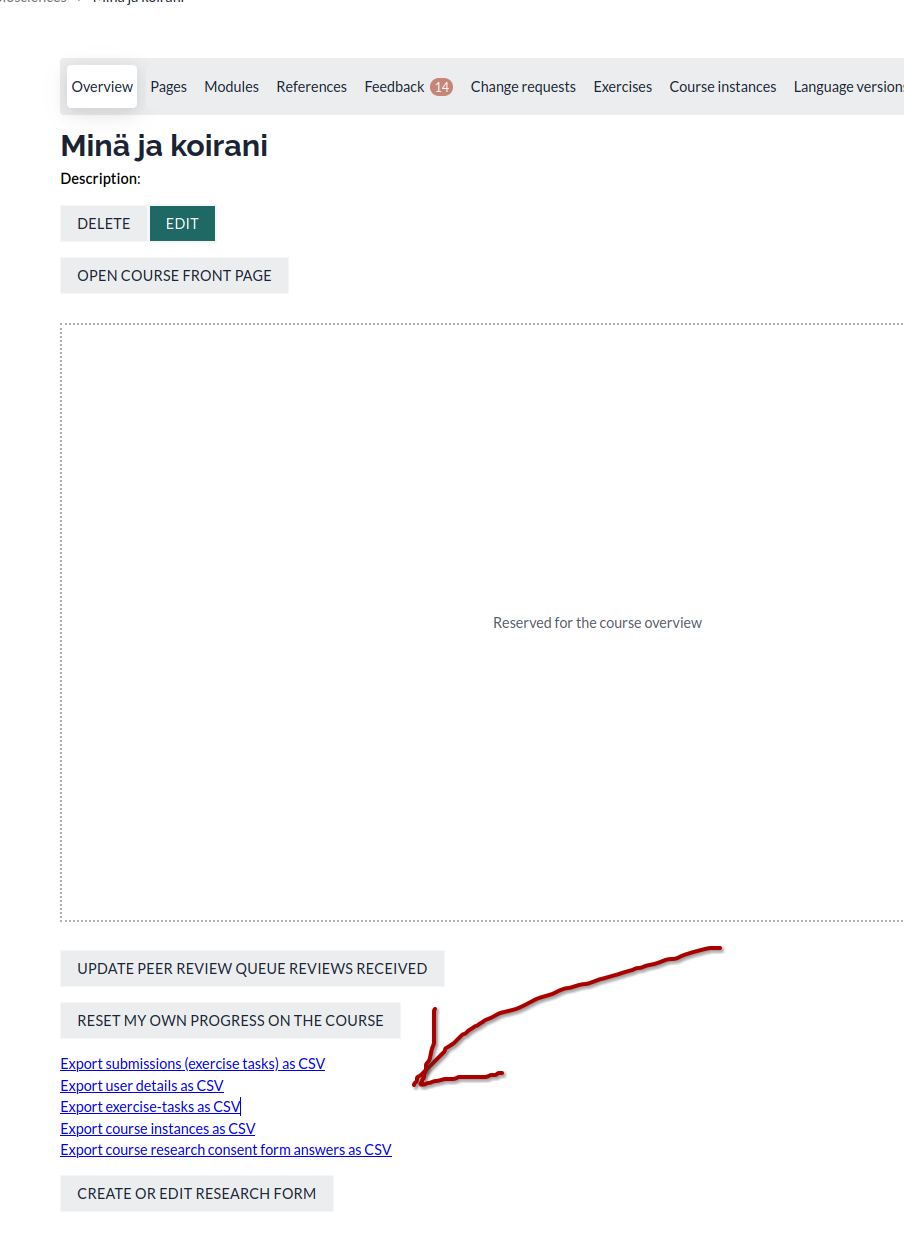 Minä ja koirani
Overview Pages Modules References Feedback 14 Change requests Exercises Course instances Language versions
Minä ja koirani
Description:
DELETE EDIT
OPEN COURSE FRONT PAGE
Reserved for the course overview
UPDATE PEER REVIEW QUEUE REVIEWS RECEIVED
RESET MY OWN PROGRESS ON THE COURSE
Export submissions (exercise tasks) as CSV
Export user details as CSV
Export exercise-tasks as CSV
Export course instances as CSV
Export course research consent form answers as CSV
CREATE OR EDIT RESEARCH FORM